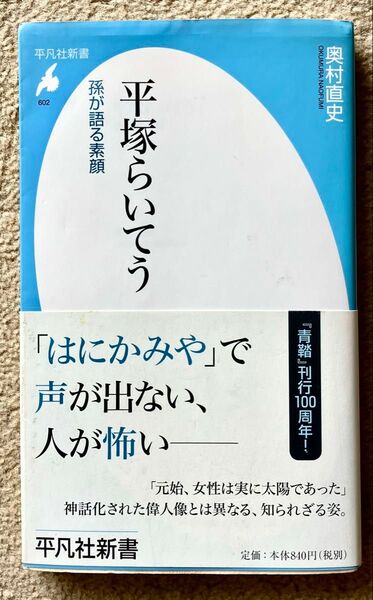 平凡社新書
602
奥村直史
OKUMURA NAOFUMI
平塚らいてう
孫が語る素顔
『青鞜』刊行100周年!
「はにかみや」で
声が出ない、
人が怖い——
「元始、女性は実に太陽であった」
神話化された偉人像とは異なる、知られざる姿。
平凡社新書
定価:本体840円(税別)